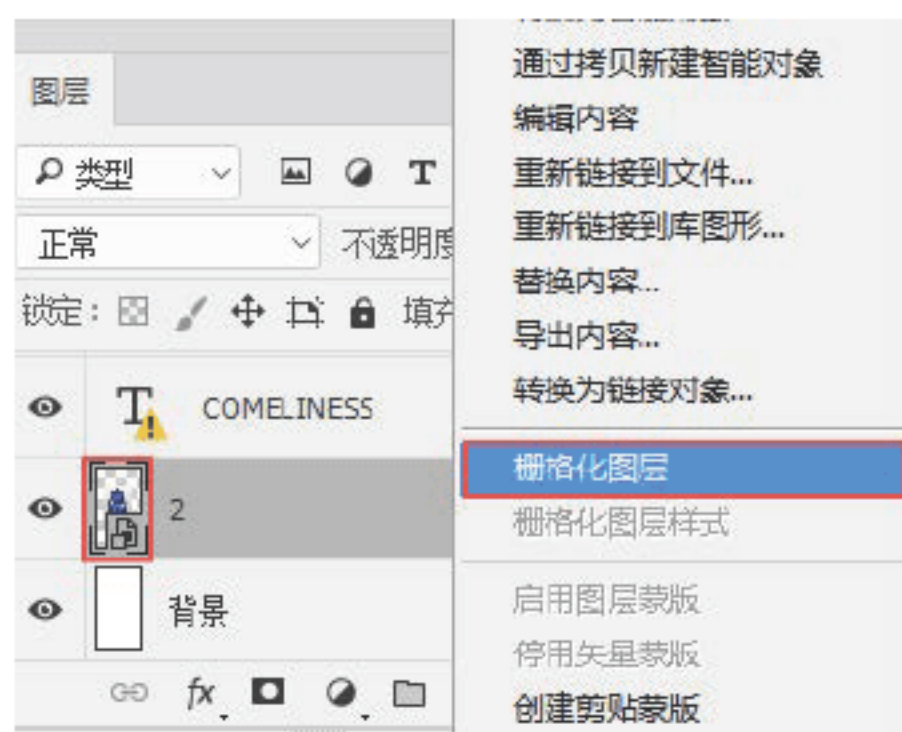 图层
类型
T
正常
不透明度
锁定：
填充
T
COMELINESS
2
背景
fx
通过拷贝新建智能对象
编辑内容
重新链接到文件...
重新链接到库图形...
替换内容...
导出内容...
转换为链接对象...
栅格化图层
栅格化图层样式
启用图层蒙版
停用矢量蒙版
创建剪贴蒙版